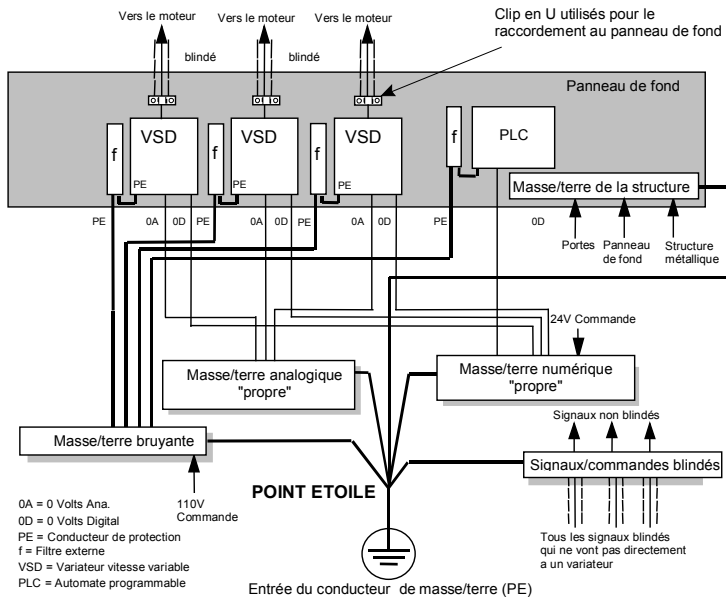 Vers le moteur
Vers le moteur
Vers le moteur
Clip en U utilisés pour le
raccordement au panneau de fond
blindé
blindé
Panneau de fond
f
VSD
PE
f
VSD
PE
f
VSD
PE
f
PLC
Masse/terre de la structure
PE
0A
0D
PE
0A
0D
PE
0A
0D
PE
0D
Portes
Panneau
de fond
Structure
métallique
24V Commande
Masse/terre analogique
"propre"
Masse/terre numérique
"propre"
Signaux non blindés
Masse/terre bruyante
Signaux/commandes blindés
110V
Commande
POINT ETOILE
0A = 0 Volts Ana.
0D = 0 Volts Digital
PE = Conducteur de protection
f = Filtre externe
VSD = Variateur vitesse variable
PLC = Automate programmable
Tous les signaux blindés
qui ne vont pas directement
a un variateur
Entrée du conducteur de masse/terre (PE)